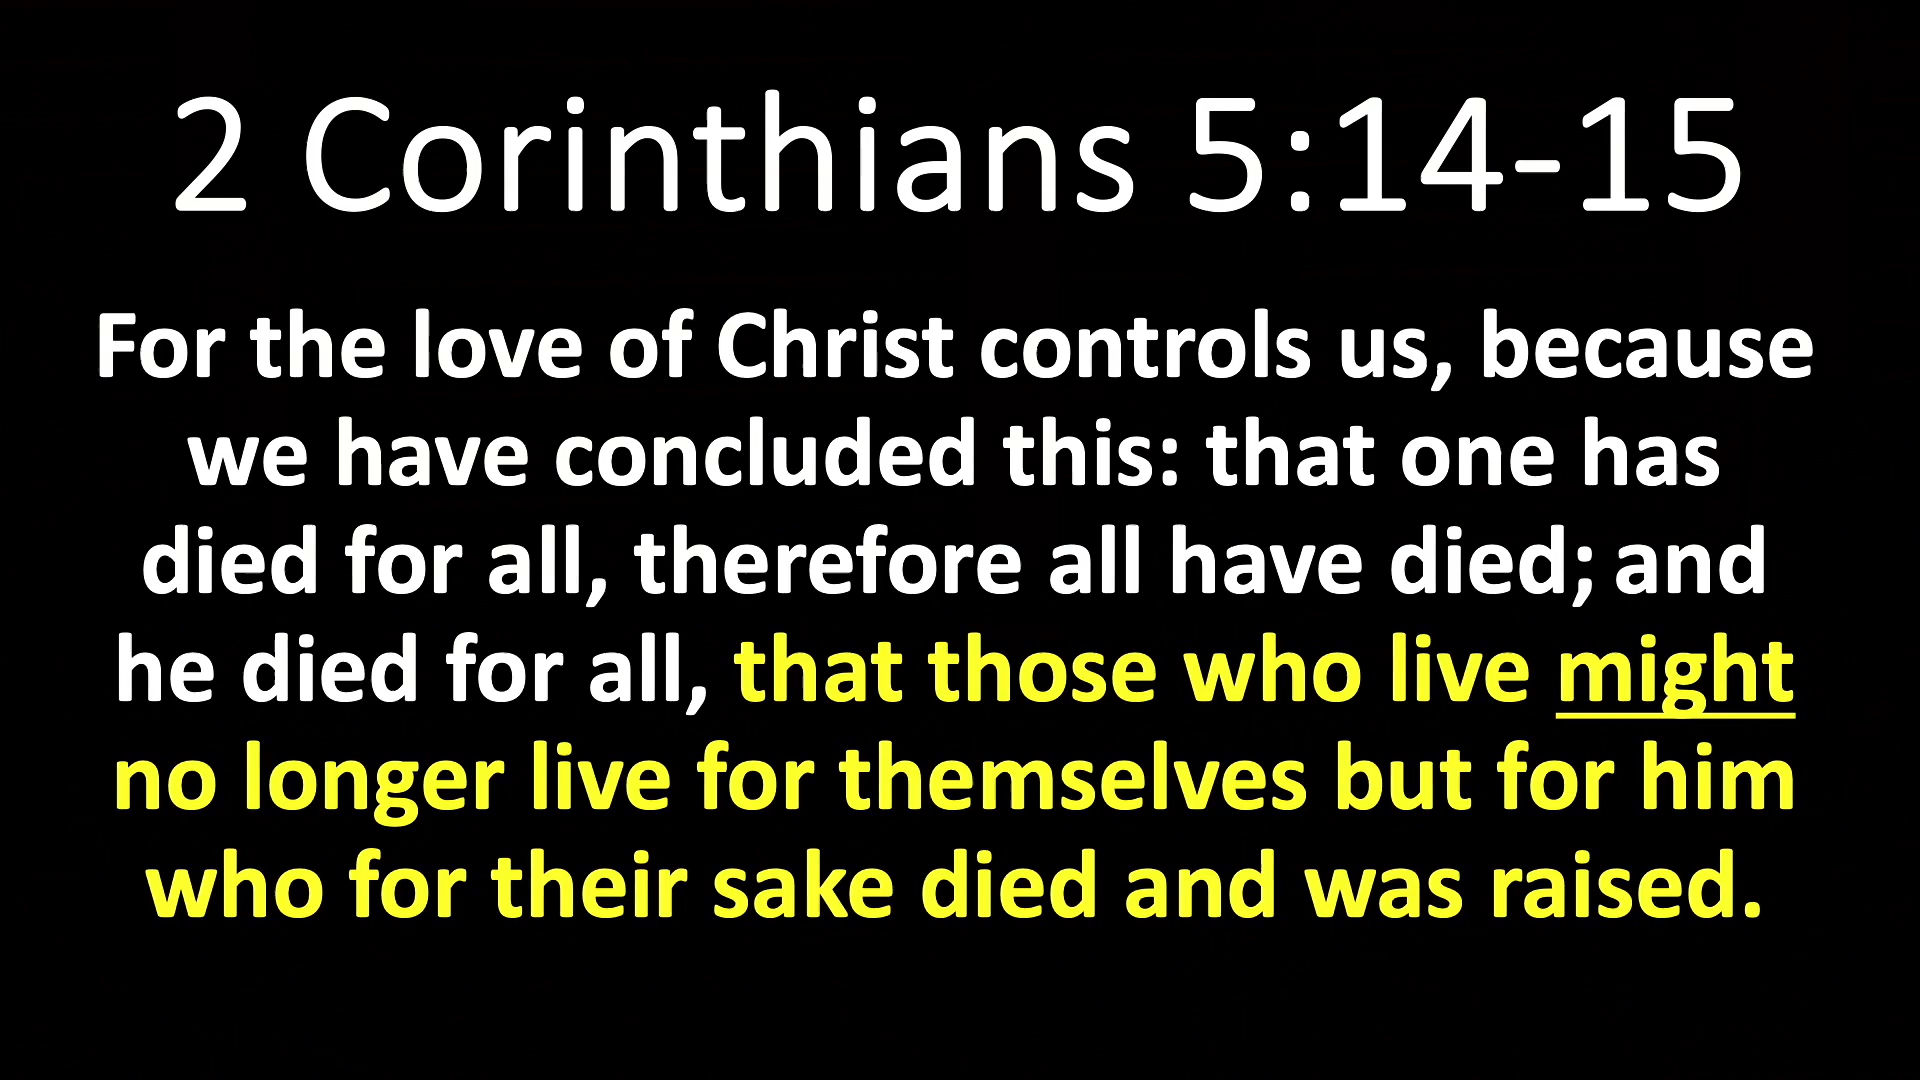 2 Corinthians 5:14-15
For the love of Christ controls us, because
we have concluded this: that one has
died for all, therefore all have died; and
he died for all, that those who live might
no longer live for themselves but for him
who for their sake died and was raised.